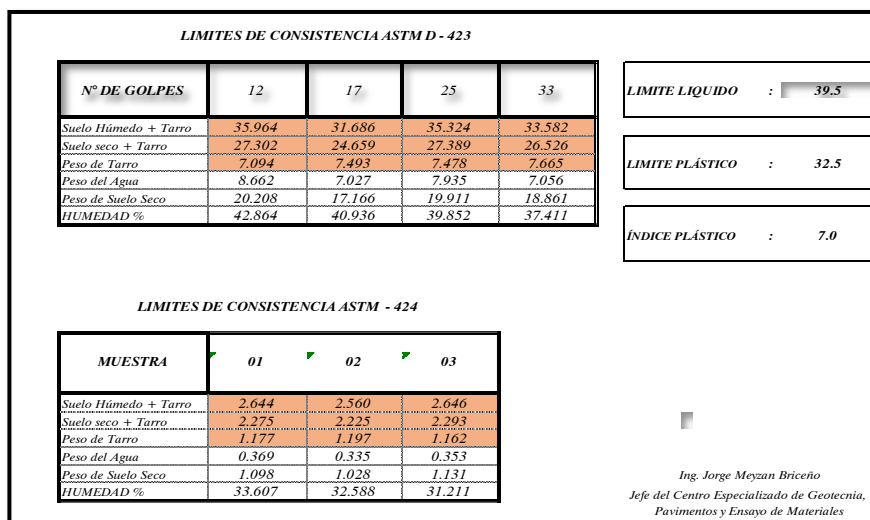 LIMITES DE CONSISTENCIA ASTM D - 423
N° DE GOLPES 12 17 25 33
Suelo Húmedo + Tarro 35.964 31.686 35.324 33.582
Suelo seco + Tarro 27.302 24.659 27.389 26.526
Peso de Tarro 7.094 7.493 7.478 7.665
Peso del Agua 8.662 7.027 7.935 7.056
Peso de Suelo Seco 20.208 17.166 19.911 18.861
HUMEDAD % 42.864 40.936 39.852 37.411
LIMITE LIQUIDO : 39.5
LIMITE PLÁSTICO : 32.5
ÍNDICE PLÁSTICO : 7.0
LIMITES DE CONSISTENCIA ASTM - 424
MUESTRA 01 02 03
Suelo Húmedo + Tarro 2.644 2.560 2.646
Suelo seco + Tarro 2.275 2.225 2.293
Peso de Tarro 1.177 1.197 1.162
Peso del Agua 0.369 0.335 0.353
Peso de Suelo Seco 1.098 1.028 1.131
HUMEDAD % 33.607 32.588 31.211
Ing. Jorge Meyzan Briceño
Jefe del Centro Especializado de Geotecnia,
Pavimentos y Ensayo de Materiales